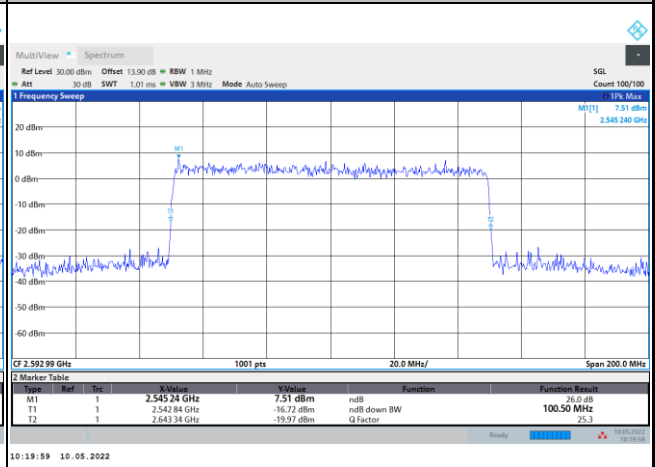 MultiView Spectrum
Ref Level 30.00 dBm Offset 13.90 dB RBW 1 MHz SGL
Att 30 dB SWT 1.01 ms VBW 3 MHz Mode Auto Sweep Count 100/100
1 Frequency Sweep 1Pk Max
M1[1] 7.51 dBm
2.545 240 GHz
20 dBm
M1
10 dBm
0 dBm
-10 dBm
T1
T2
-20 dBm
-30 dBm
-40 dBm
-50 dBm
-60 dBm
CF 2.592 99 GHz 1001 pts 20.0 MHz/ Span 200.0 MHz
2 Marker Table
Type Ref Trc X-Value Y-Value Function Function Result
M1 1 2.545 24 GHz 7.51 dBm ndB 26.0 dB
T1 1 2.542 84 GHz -16.72 dBm ndB down BW 100.50 MHz
T2 1 2.643 34 GHz -19.97 dBm Q Factor 25.3
Ready 10.05.2022
10:19:58
10:19:59 10.05.2022